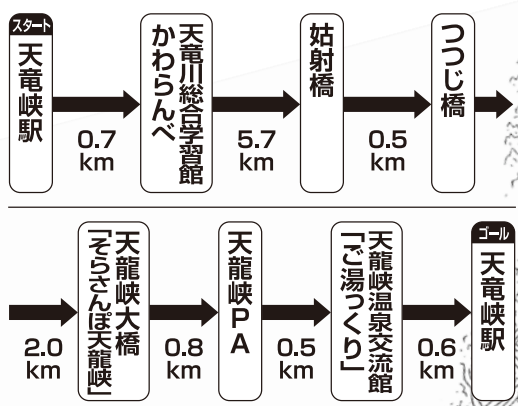 スタート
天竜峡駅
0.7
km
天竜川総合学習館
かわらんべ
5.7
km
姑射橋
0.5
km
つつじ橋
2.0
km
天龍峡大橋
「そらさんぽ天龍峡」
0.8
km
天龍峡PA
0.5
km
天龍峡温泉交流館
「ご湯っくり」
0.6
km
ゴール
天竜峡駅